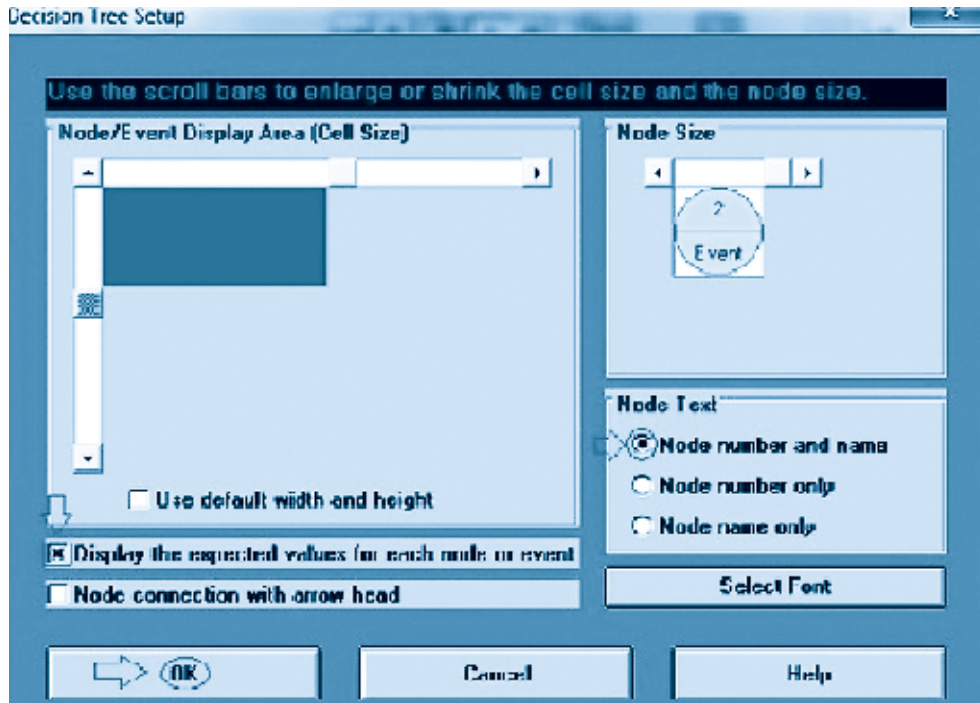 Decision Tree Setup
Use the scroll bars to enlarge or shrink the cell size and the node size.
Node/Event Display Area (Cell Size)
Use default width and height
Display the expected values for each node or event
Node connection with arrow head
Node Size
2
Event
Node Text
Node number and name
Node number only
Node name only
Select Font
OK
Cancel
Help